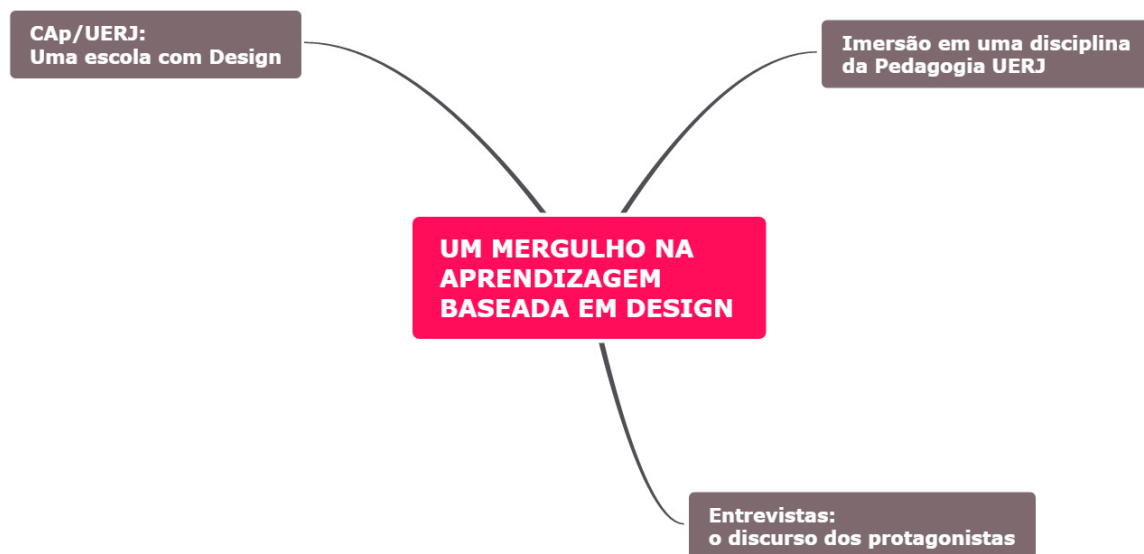 CAp/UERJ:
Uma escola com Design
Imersão em uma disciplina
da Pedagogia UERJ
UM MERGULHO NA
APRENDIZAGEM
BASEADA EM DESIGN
Entrevistas:
o discurso dos protagonistas